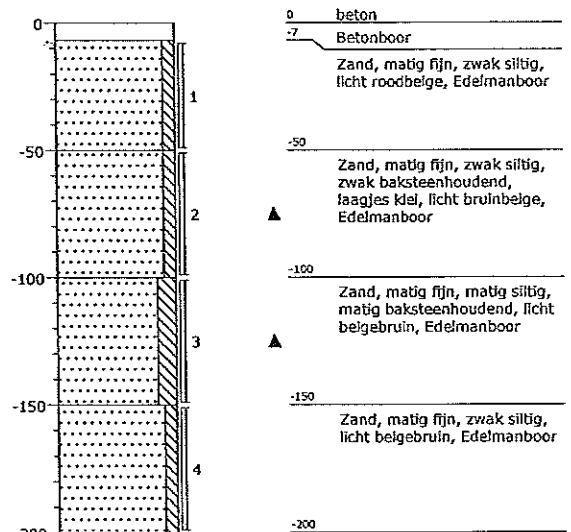 0
-50
-100
-150
-200
1
2
3
4
0 beton
-7 Betonboor
Zand, matig fijn, zwak siltig,
licht roodbeige, Edelmanboor
-50
Zand, matig fijn, zwak siltig,
zwak baksteenhoudend,
laagjes klei, licht bruinbeige,
Edelmanboor
-100
Zand, matig fijn, matig siltig,
matig baksteenhoudend, licht
beigebruin, Edelmanboor
-150
Zand, matig fijn, zwak siltig,
licht beigebruin, Edelmanboor
-200